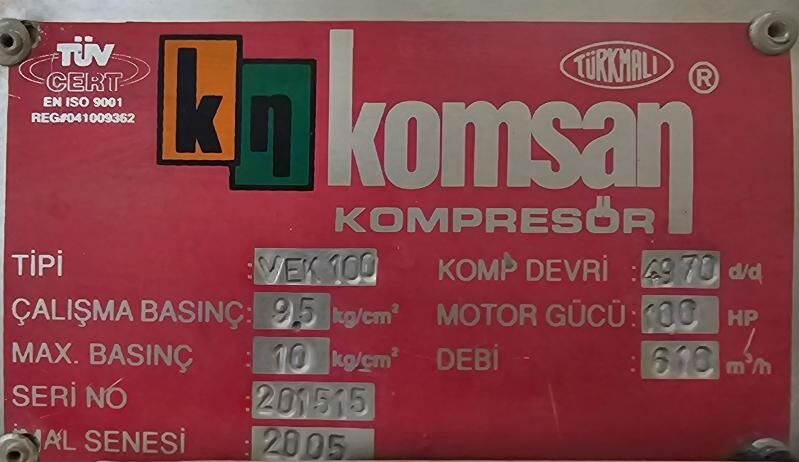 TÜV
CERT
EN ISO 9001
REG#041009362
TÜRKMALI
kn komsan ®
KOMPRESÖR
TİPİ : VEK 100
KOMP DEVRİ : 4970 d/d
ÇALIŞMA BASINÇ : 9,5 kg/cm²
MOTOR GÜCÜ : 100 HP
MAX. BASINÇ : 10 kg/cm²
DEBİ : 610 m³/h
SERİ NO : 201515
İMAL SENESİ : 2005